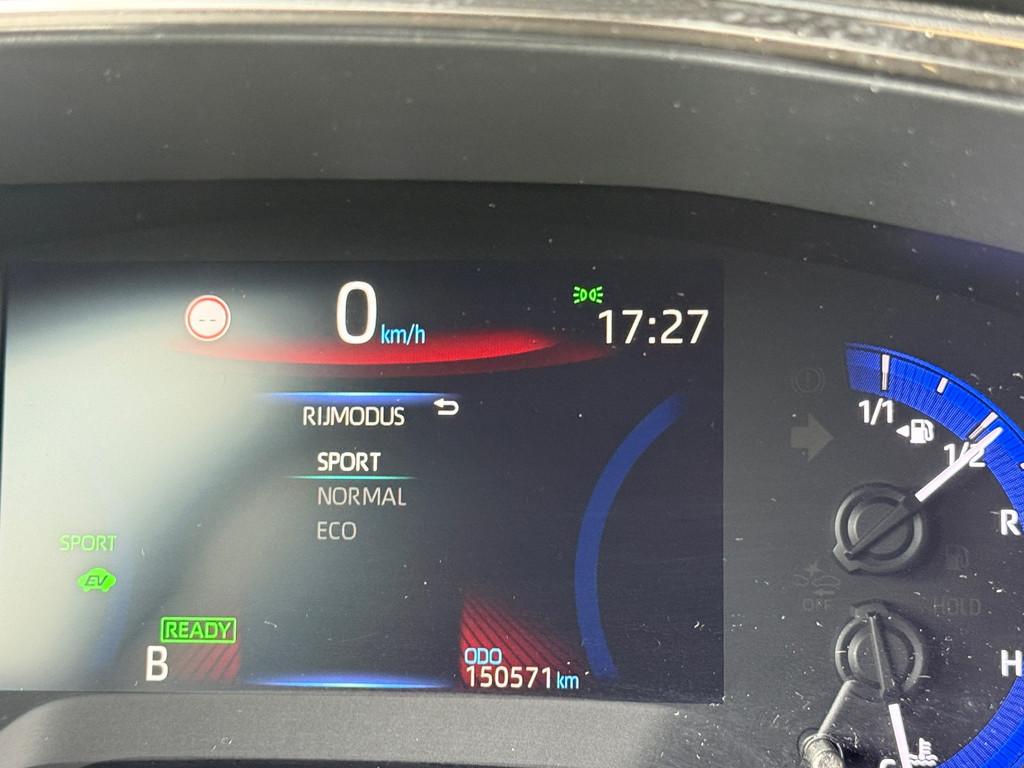 --
0 km/h
17:27
RIJMODUS
SPORT
NORMAL
ECO
SPORT
EV
READY
B
ODO
150571 km
1/1
1/2
R
OFF
HOLD
H
C